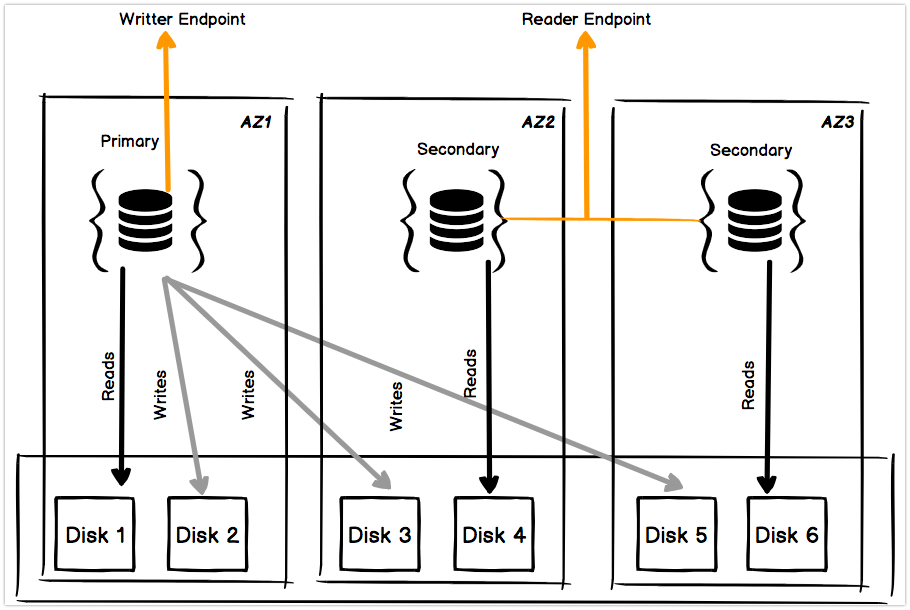 Writter Endpoint
Reader Endpoint
AZ1
AZ2
AZ3
Primary
Secondary
Secondary
Reads
Writes
Writes
Writes
Reads
Reads
Disk 1
Disk 2
Disk 3
Disk 4
Disk 5
Disk 6